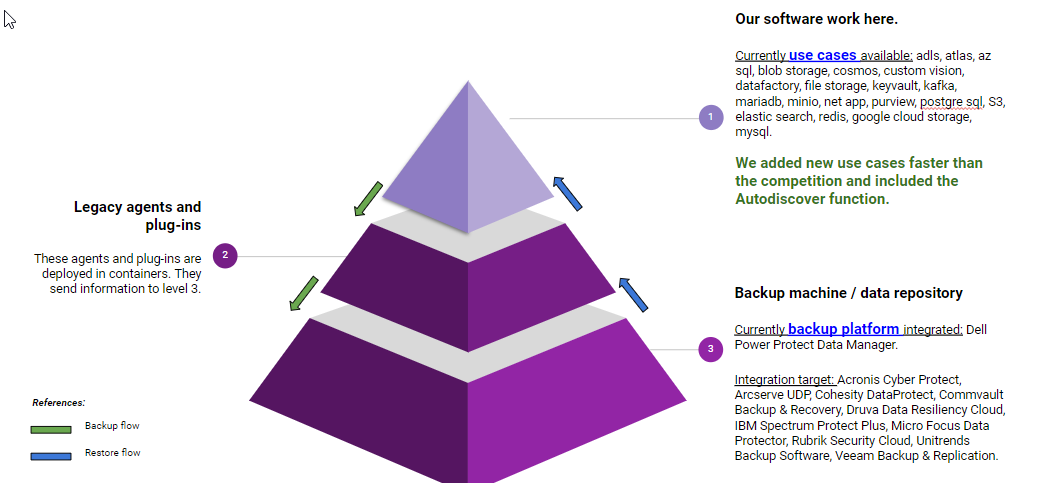 Our software work here.
Currently use cases available: adls, atlas, az
sql, blob storage, cosmos, custom vision,
datafactory, file storage, keyvault, kafka,
mariadb, minio, net app, purview, postgre sql, S3,
elastic search, redis, google cloud storage,
mysql.
We added new use cases faster than
the competition and included the
Autodiscover function.
1
Legacy agents and
plug-ins
These agents and plug-ins are
deployed in containers. They
send information to level 3.
2
Backup machine / data repository
Currently backup platform integrated: Dell
Power Protect Data Manager.
3
Integration target: Acronis Cyber Protect,
Arcserve UDP, Cohesity DataProtect, Commvault
Backup & Recovery, Druva Data Resiliency Cloud,
IBM Spectrum Protect Plus, Micro Focus Data
Protector, Rubrik Security Cloud, Unitrends
Backup Software, Veeam Backup & Replication.
References:
Backup flow
Restore flow